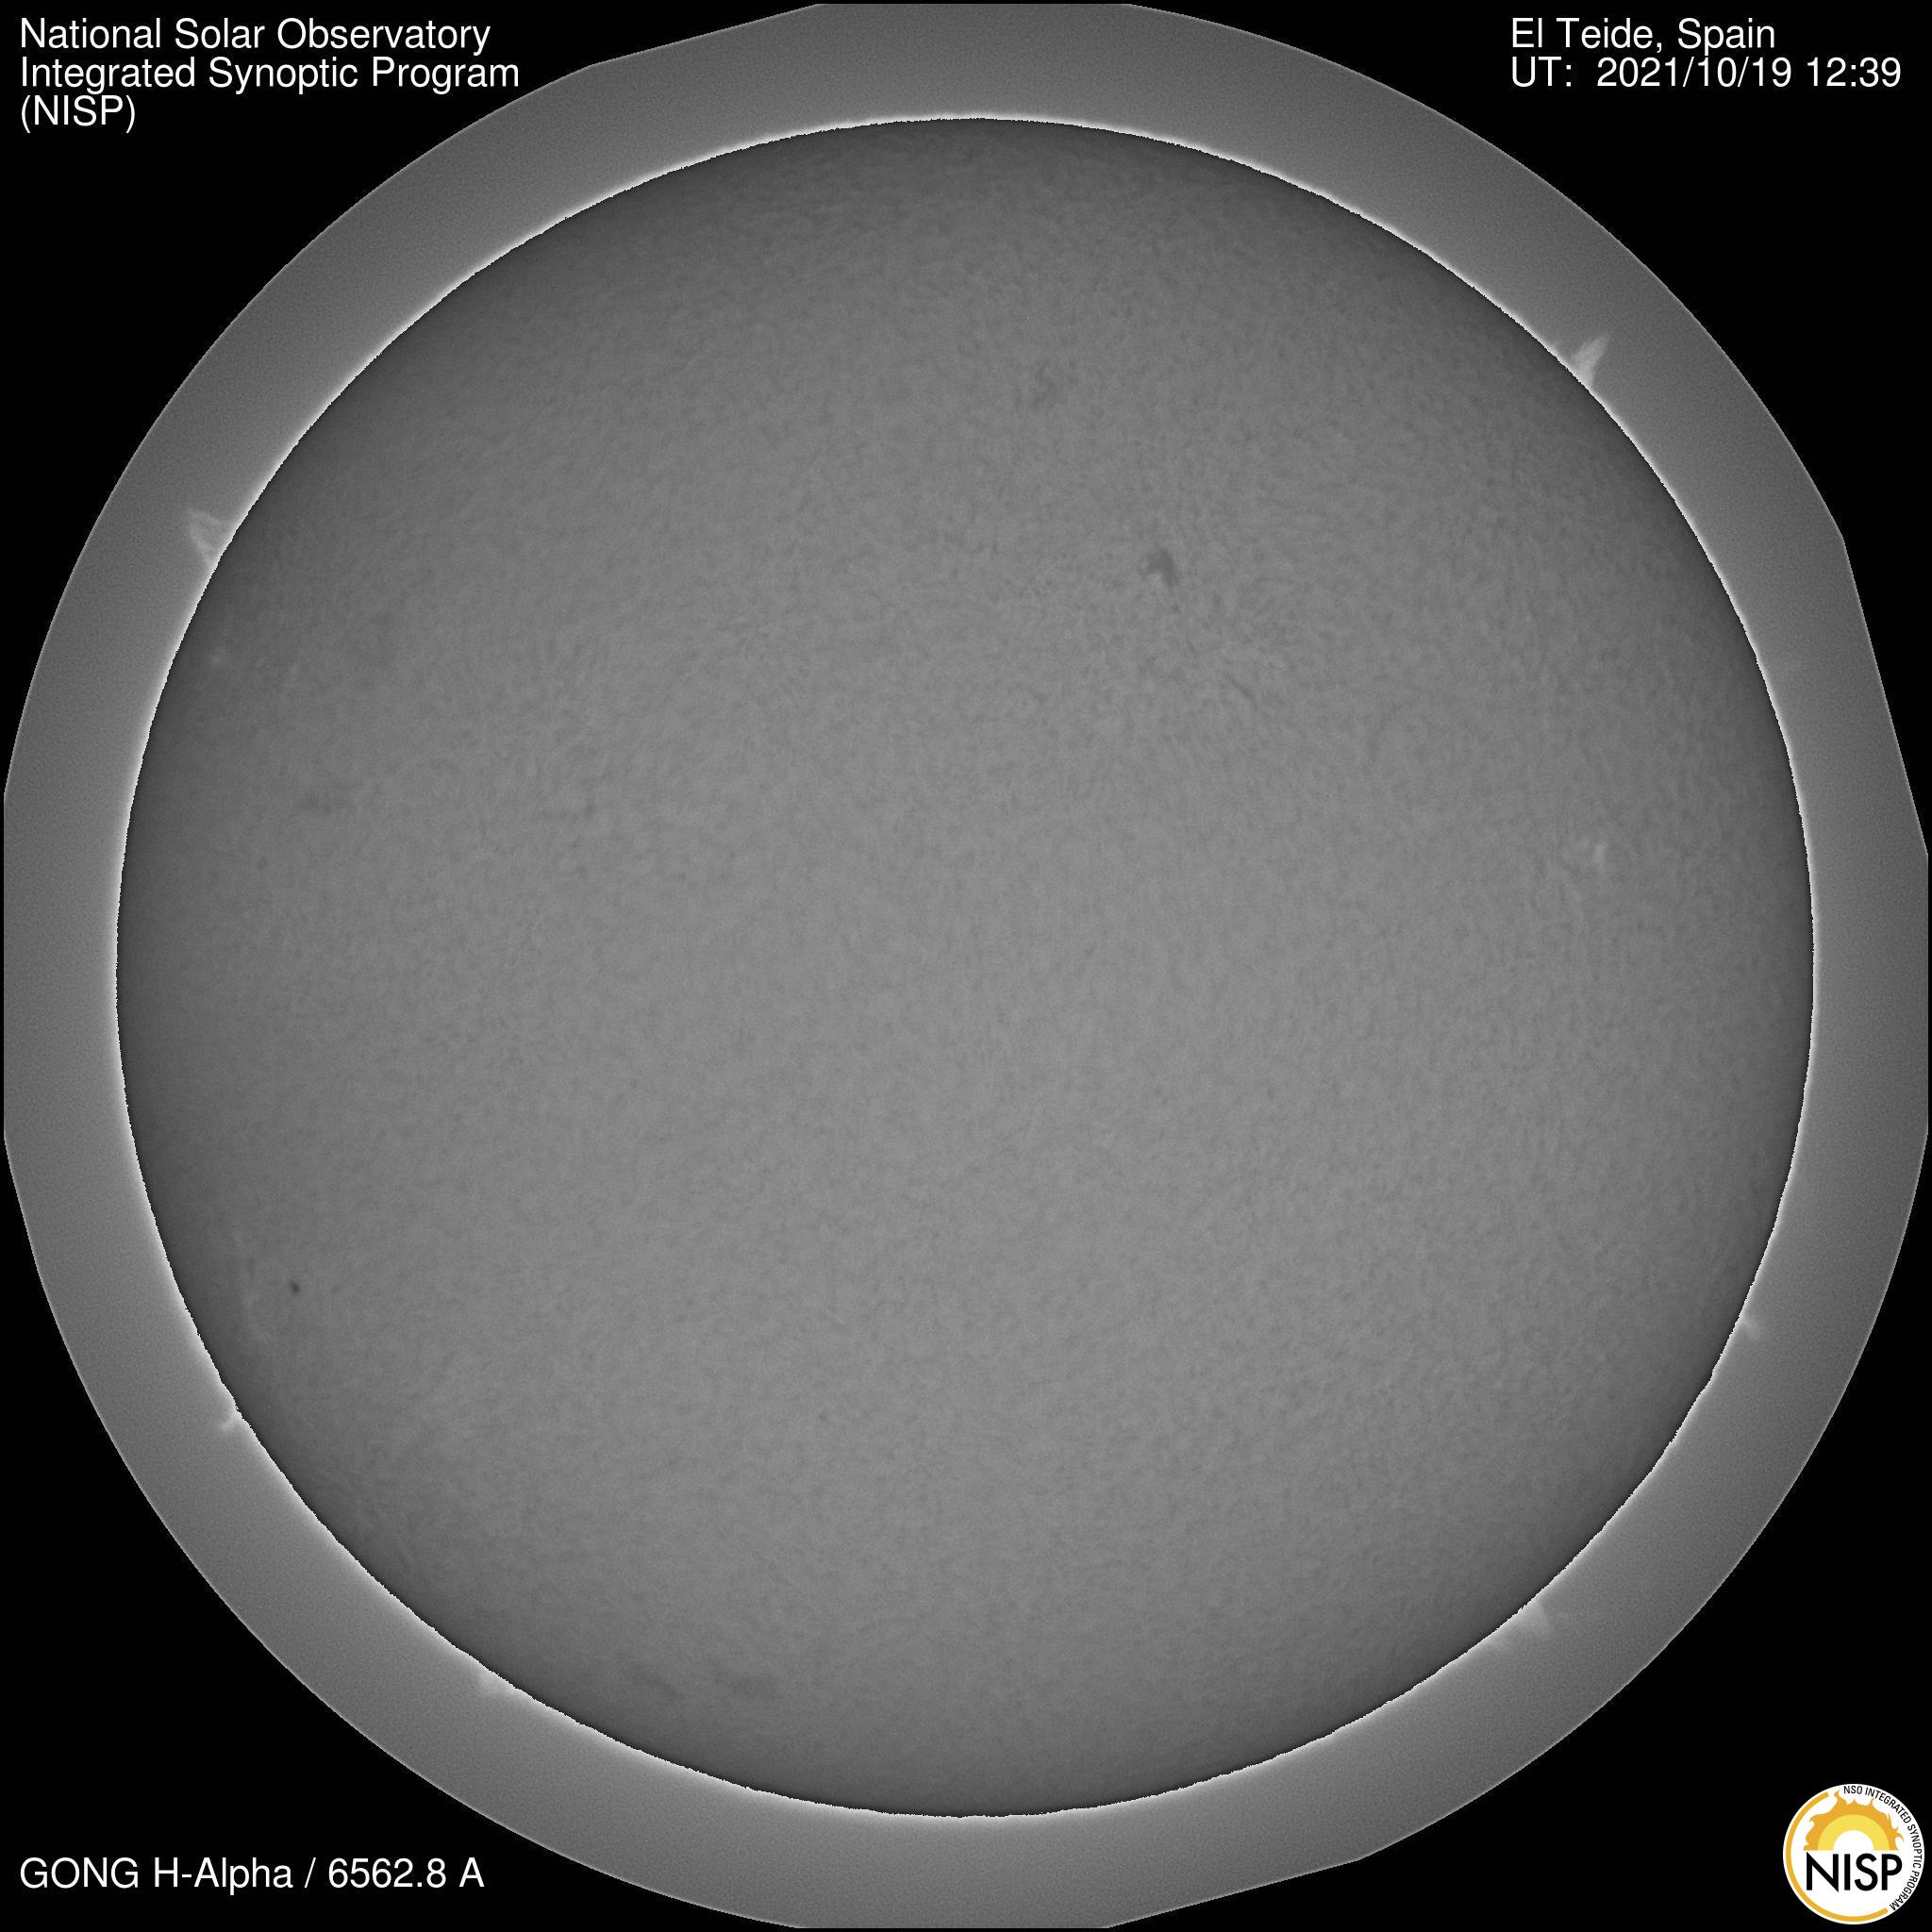 National Solar Observatory
Integrated Synoptic Program
(NISP)
El Teide, Spain
UT:  2021/10/19 12:39
GONG H-Alpha / 6562.8 A
NSO INTEGRATED SYNOPTIC PROGRAM
NISP